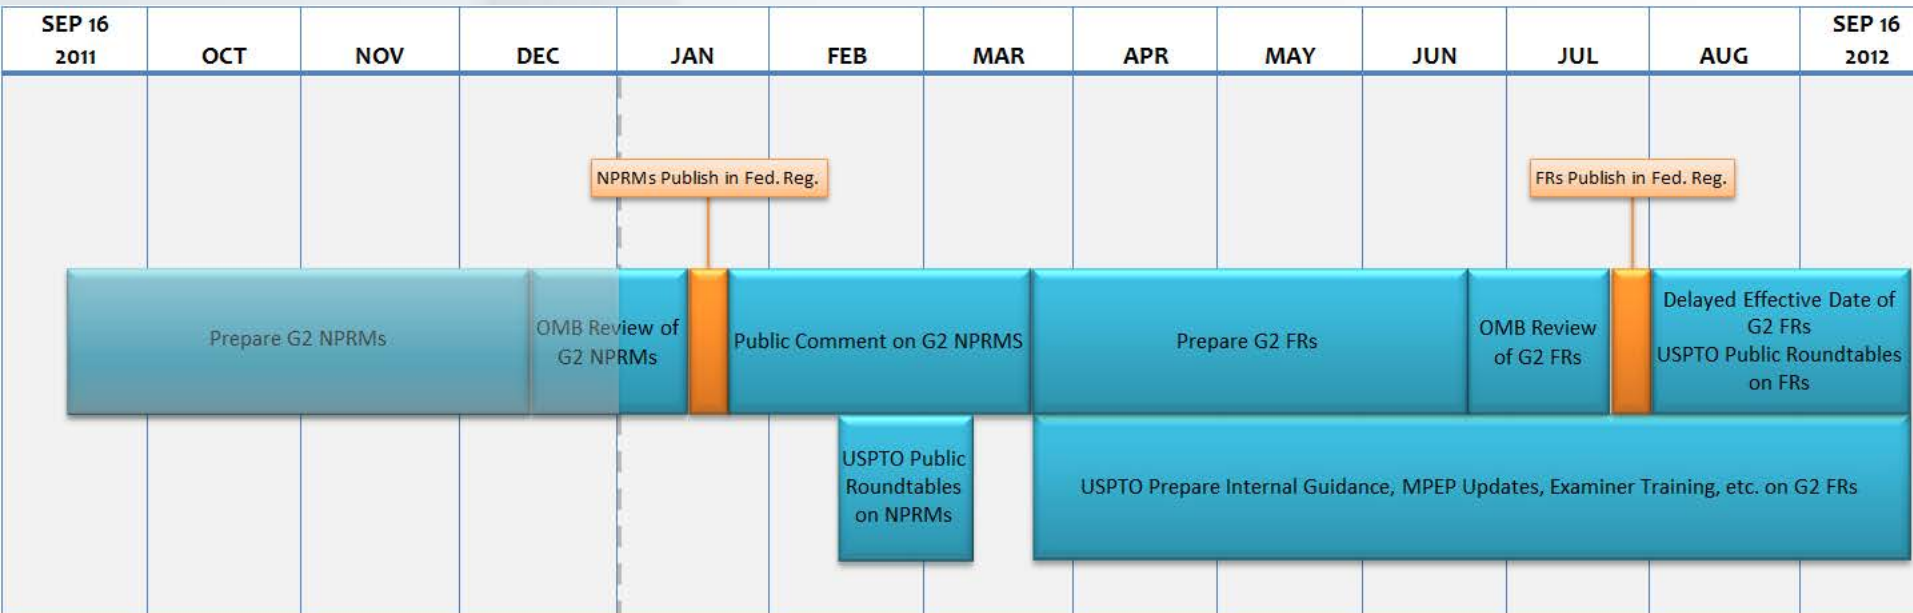 SEP 16
2011
OCT
NOV
DEC
JAN
FEB
MAR
APR
MAY
JUN
JUL
AUG
SEP 16
2012
NPRMs Publish in Fed. Reg.
FRs Publish in Fed. Reg.
Prepare G2 NPRMs
OMB Review of
G2 NPRMs
Public Comment on G2 NPRMS
Prepare G2 FRs
OMB Review
of G2 FRs
Delayed Effective Date of
G2 FRs
USPTO Public Roundtables
on FRs
USPTO Public
Roundtables
on NPRMs
USPTO Prepare Internal Guidance, MPEP Updates, Examiner Training, etc. on G2 FRs